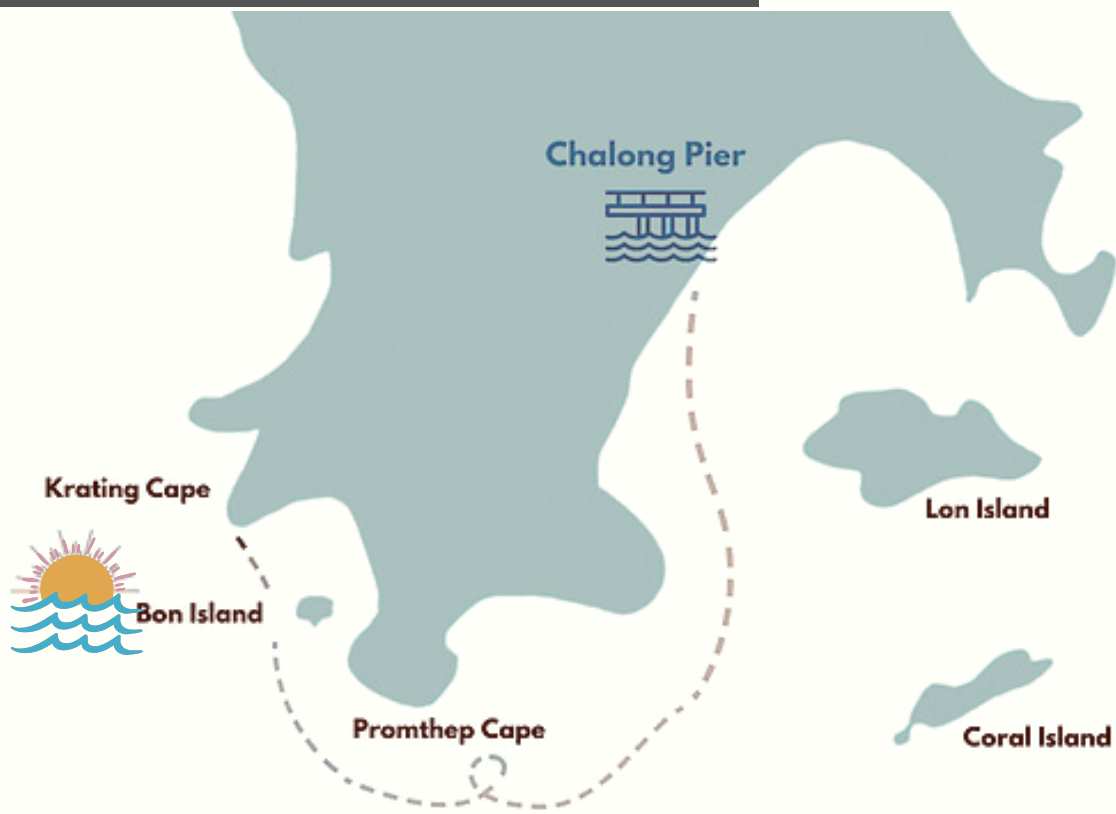 Chalong Pier
Krating Cape
Lon Island
Bon Island
Promthep Cape
Coral Island